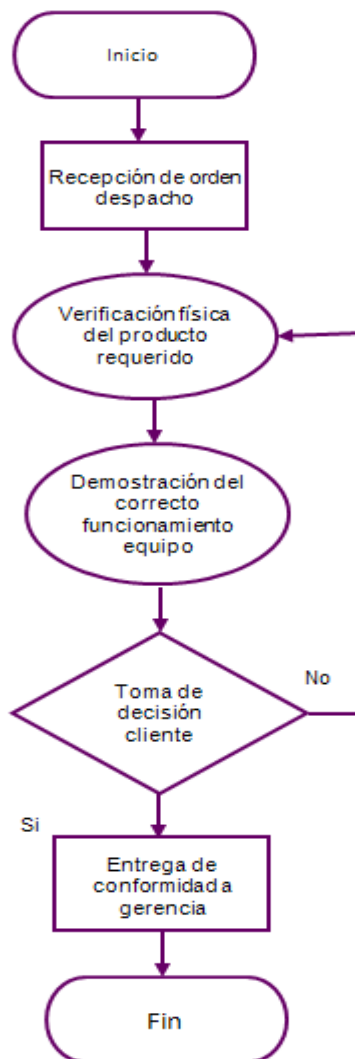 Inicio
Recepción de orden
despacho
Verificación física
del producto
requerido
Demostración del
correcto
funcionamiento
equipo
Toma de
decisión
cliente
No
Si
Entrega de
conformidad a
gerencia
Fin